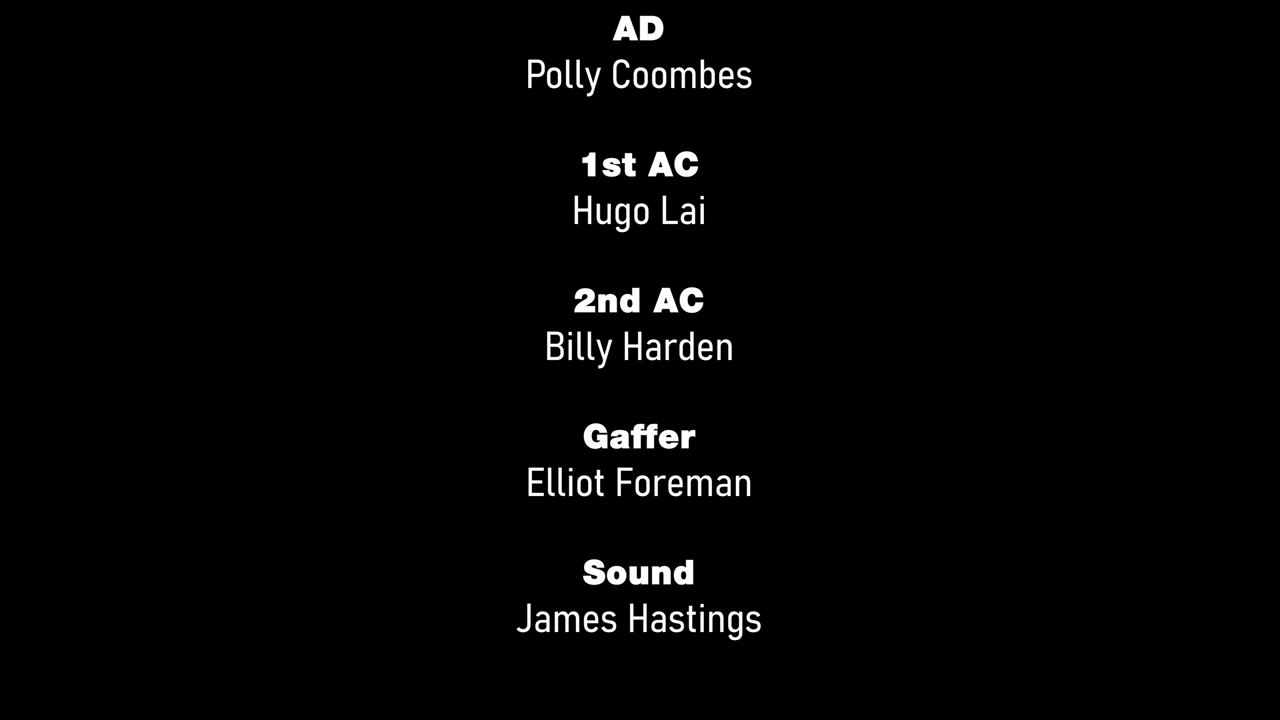 AD
Polly Coombes
1st AC
Hugo Lai
2nd AC
Billy Harden
Gaffer
Elliot Foreman
Sound
James Hastings